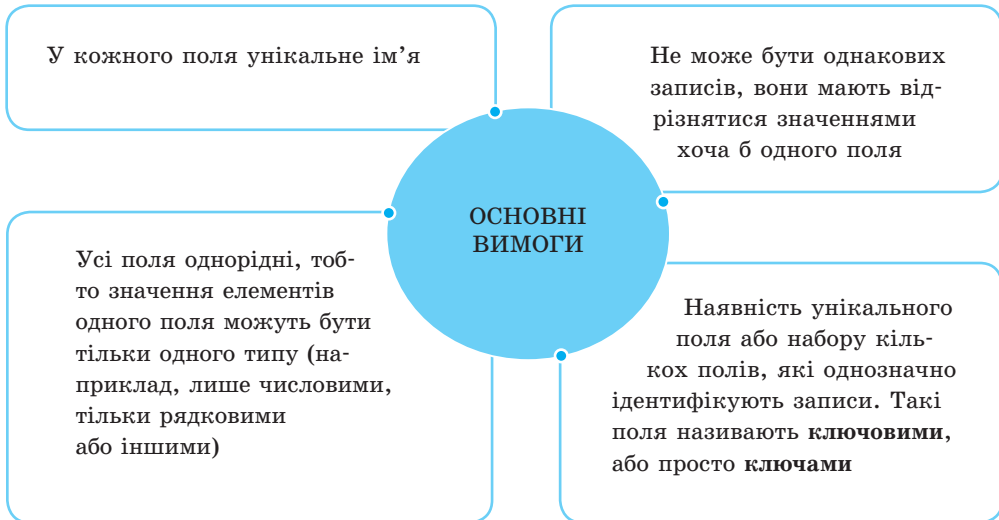 У кожного поля унікальне ім’я
Не може бути однакових
записів, вони мають від-
різнятися значеннями
хоча б одного поля
ОСНОВНІ
ВИМОГИ
Усі поля однорідні, тоб-
то значення елементів
одного поля можуть бути
тільки одного типу (на-
приклад, лише числовими,
тільки рядковими
або іншими)
Наявність унікального
поля або набору кіль-
кох полів, які однозначно
ідентифікують записи. Такі
поля називають ключовими,
або просто ключами